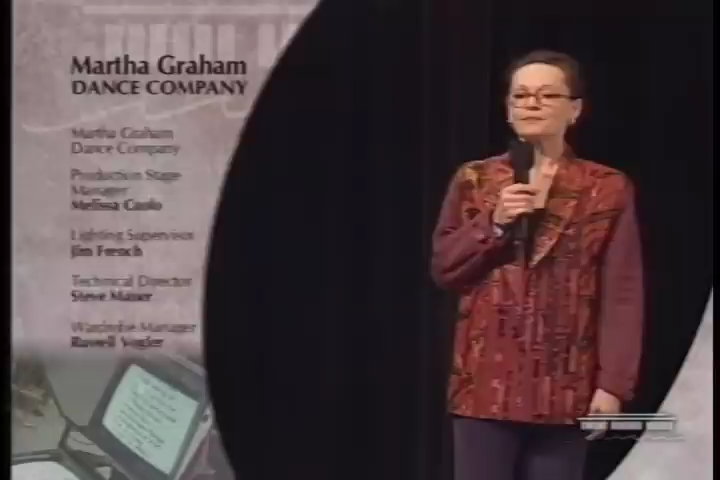 Martha Graham
DANCE COMPANY
Martha Graham
Dance Company
Production Stage
Manager
Melissa Caolo
Lighting Supervisor
Jim French
Technical Director
Steve Mauer
Wardrobe Manager
Russell Vogler